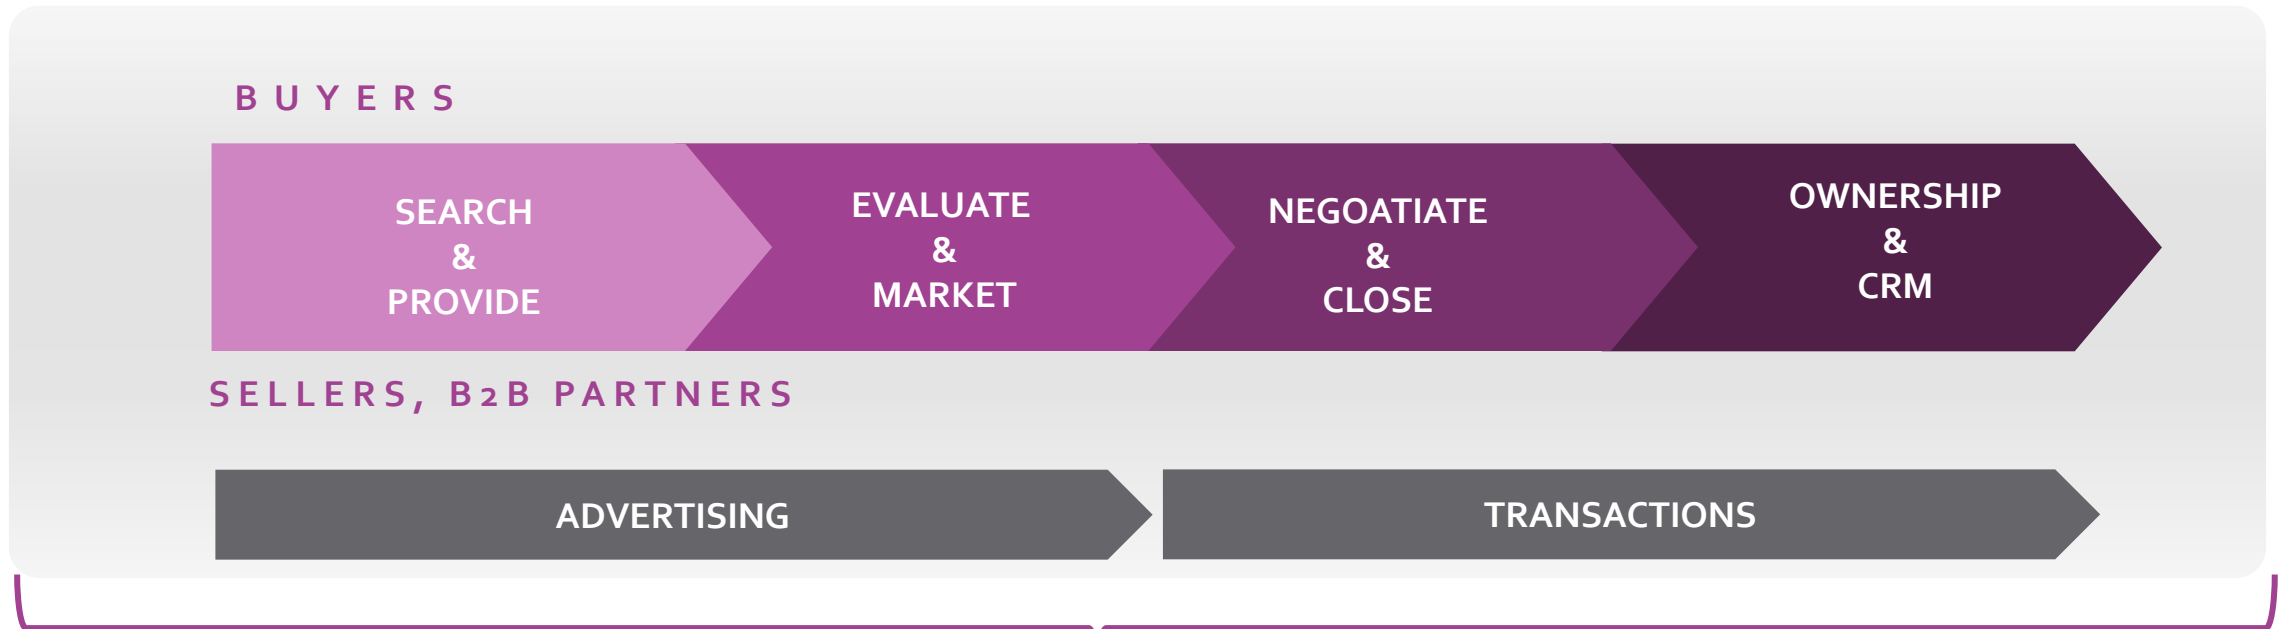 BUYERS
SEARCH
&
PROVIDE
EVALUATE
&
MARKET
NEGOATIATE
&
CLOSE
OWNERSHIP
&
CRM
SELLERS, B2B PARTNERS
ADVERTISING
TRANSACTIONS